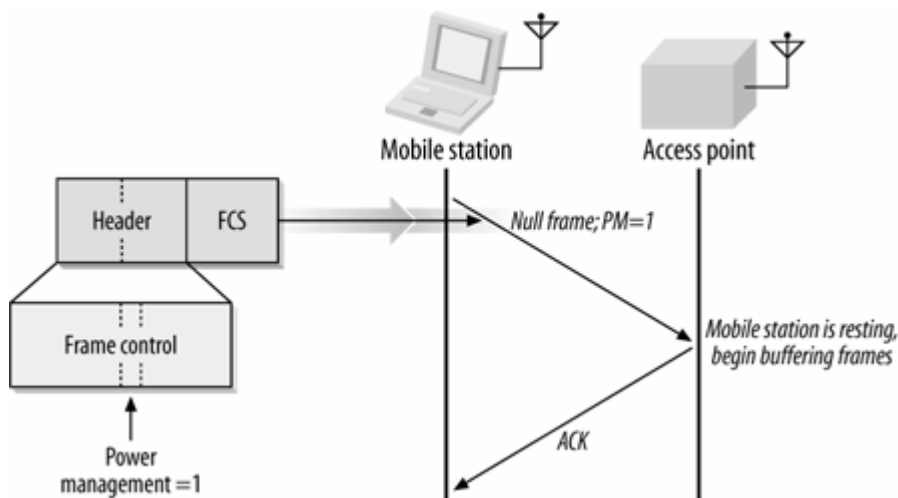 Mobile station
Access point
Header
FCS
Null frame; PM=1
Frame control
Mobile station is resting,
begin buffering frames
ACK
Power
management =1